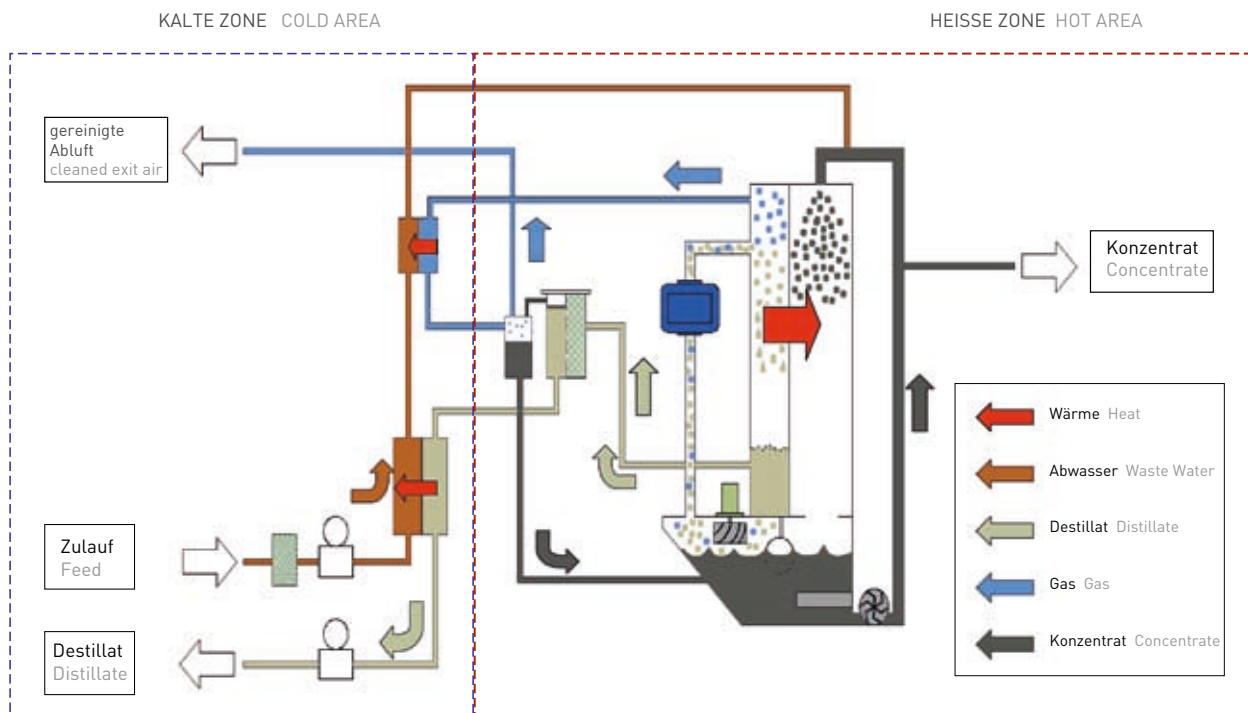 KALTE ZONE COLD AREA
HEISSE ZONE HOT AREA
gereinigte
Abluft
cleaned exit air
Konzentrat
Concentrate
Wärme Heat
Abwasser Waste Water
Destillat Distillate
Gas Gas
Konzentrat Concentrate
Zulauf
Feed
Destillat
Distillate